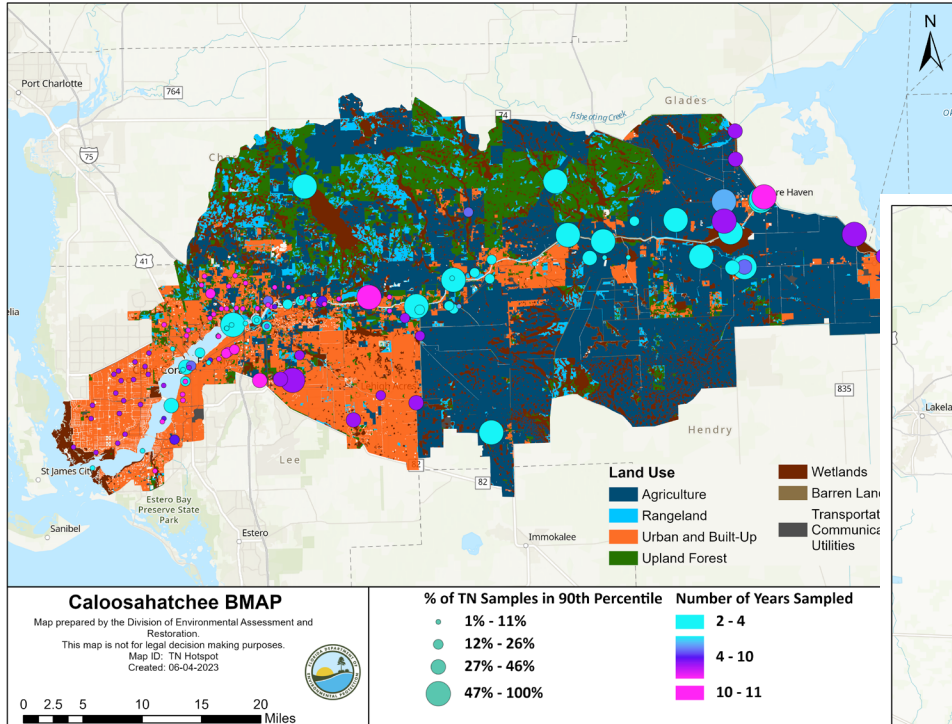 N
Port Charlotte
764
Glades
74
Fisheating Creek
75
re Haven
41
Cor
835
Hendry
Lee
82
St James City
Estero Bay
Preserve State
Park
Sanibel
Estero
Immokalee
Lakela
Land Use
Agriculture
Rangeland
Urban and Built-Up
Upland Forest
Wetlands
Barren Lan
Transportat
Communica
Utilities
Caloosahatchee BMAP
Map prepared by the Division of Environmental Assessment and
Restoration.
This map is not for legal decision making purposes.
Map ID: TN Hotspot
Created: 06-04-2023
0 2.5 5 10 15 20
Miles
% of TN Samples in 90th Percentile
1% - 11%
12% - 26%
27% - 46%
47% - 100%
Number of Years Sampled
2 - 4
4 - 10
10 - 11